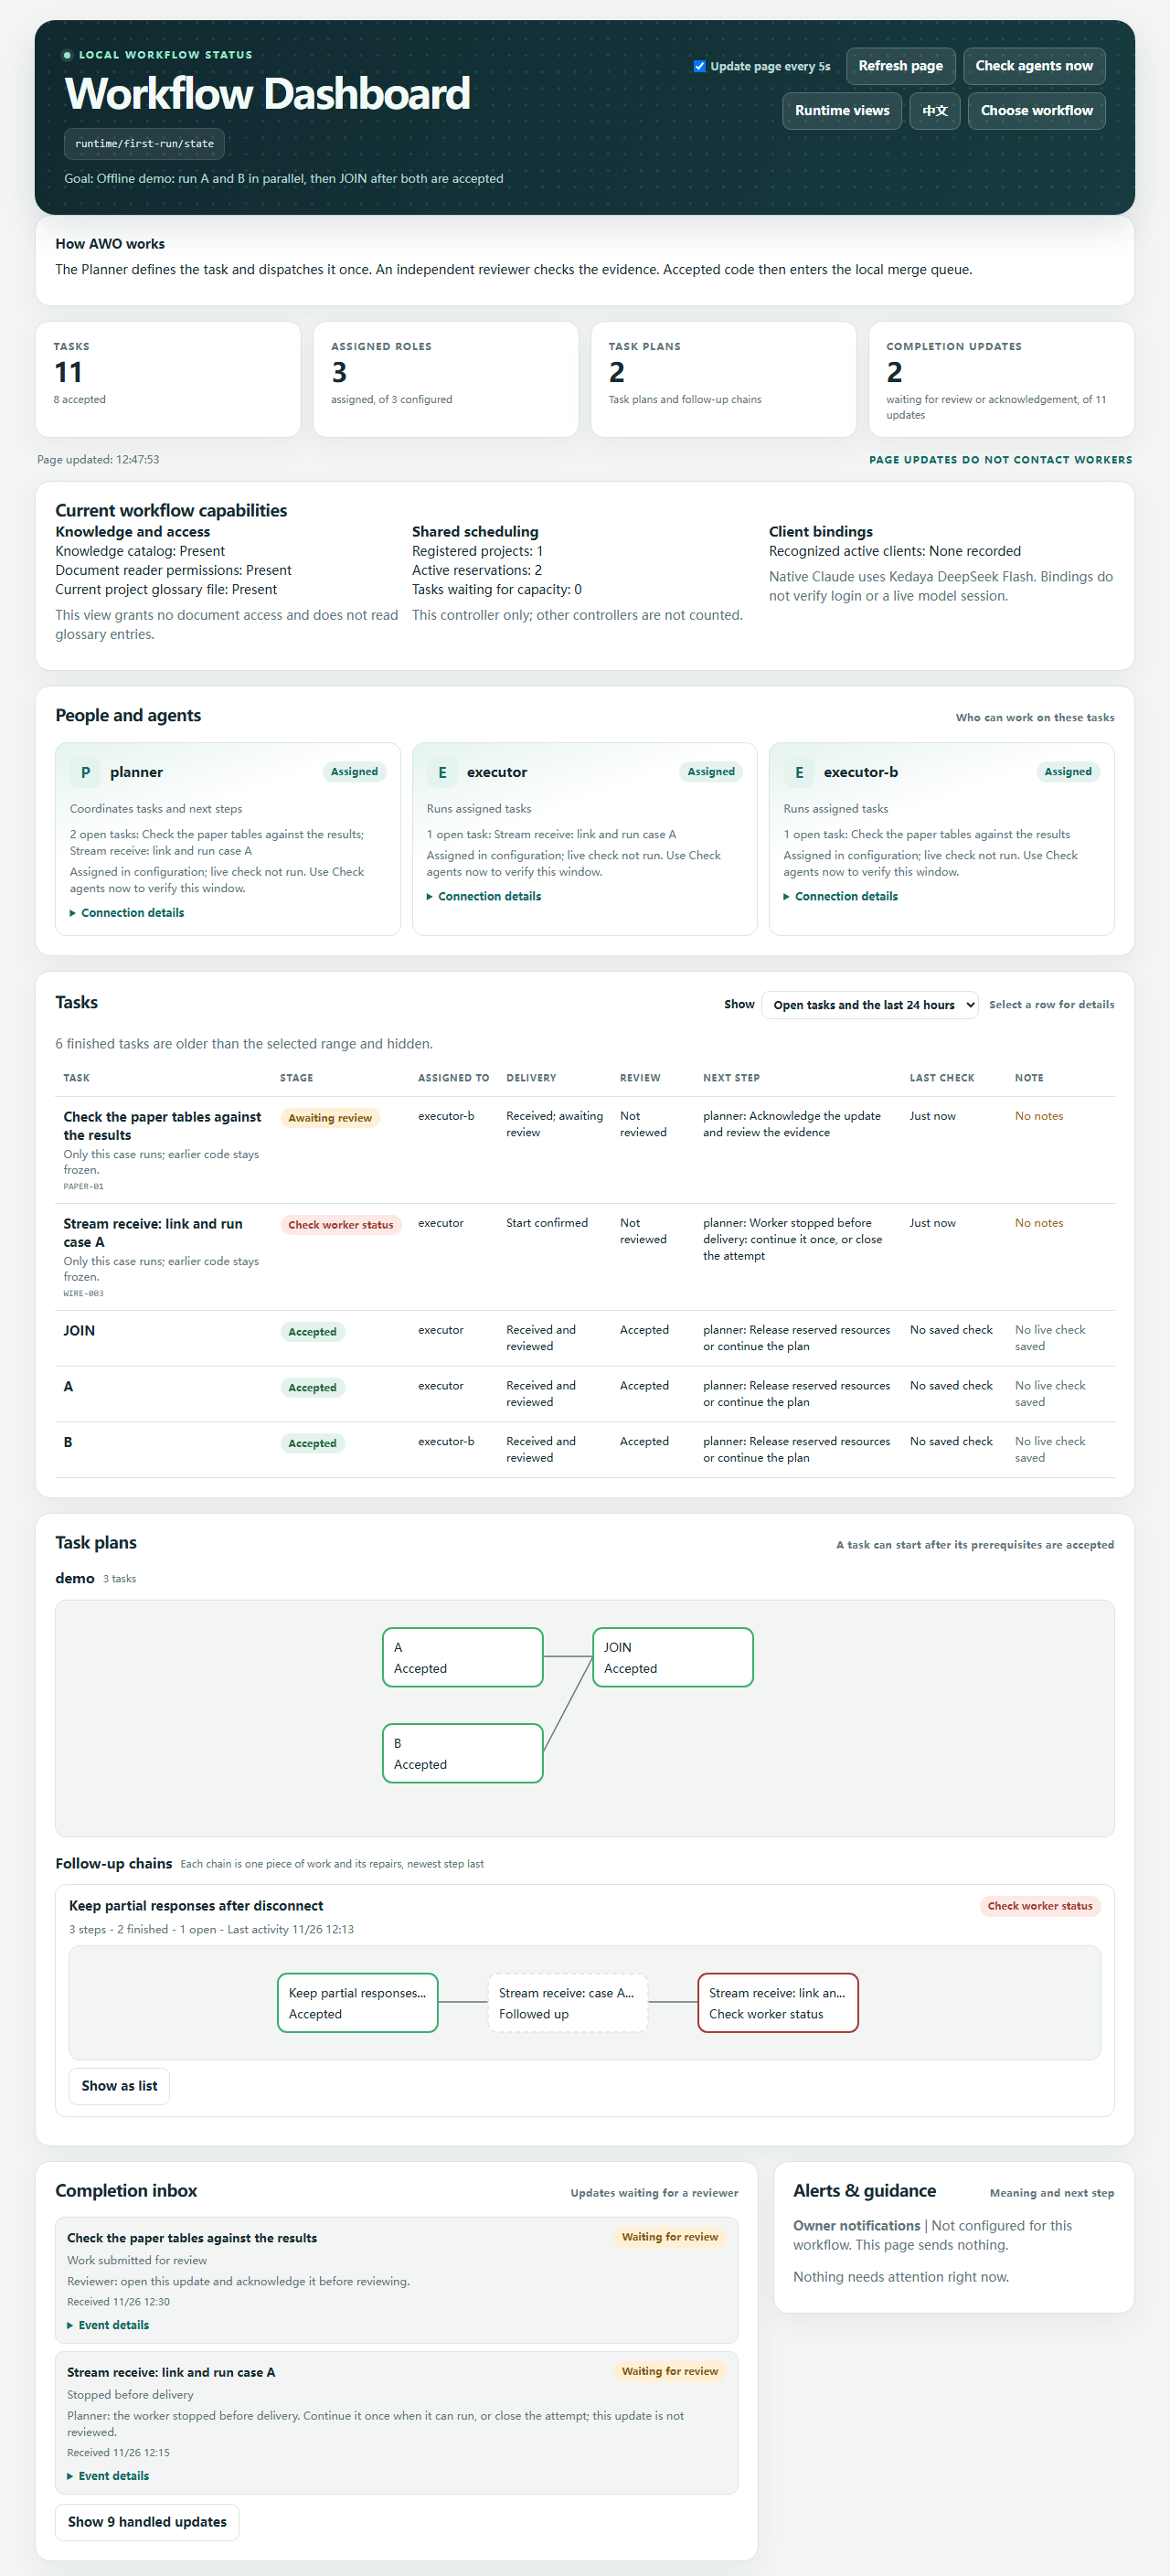 LOCAL WORKFLOW STATUS
Workflow Dashboard
runtime/first-run/state
Goal: Offline demo: run A and B in parallel, then JOIN after both are accepted
Update page every 5s
Refresh page
Check agents now
Runtime views
中文
Choose workflow
How AWO works
The Planner defines the task and dispatches it once. An independent reviewer checks the evidence. Accepted code then enters the local merge queue.
TASKS
11
8 accepted
ASSIGNED ROLES
3
assigned, of 3 configured
TASK PLANS
2
Task plans and follow-up chains
COMPLETION UPDATES
2
waiting for review or acknowledgement, of 11
updates
Page updated: 12:47:53
PAGE UPDATES DO NOT CONTACT WORKERS
Current workflow capabilities
Knowledge and access
Knowledge catalog: Present
Document reader permissions: Present
Current project glossary file: Present
This view grants no document access and does not read
glossary entries.
Shared scheduling
Registered projects: 1
Active reservations: 2
Tasks waiting for capacity: 0
This controller only; other controllers are not counted.
Client bindings
Recognized active clients: None recorded
Native Claude uses Kedaya DeepSeek Flash. Bindings do
not verify login or a live model session.
People and agents
Who can work on these tasks
P planner Assigned
Coordinates tasks and next steps
2 open tasks: Check the paper tables against the results;
Stream receive: link and run case A
Assigned in configuration; live check not run. Use Check
agents now to verify this window.
Connection details
E executor Assigned
Runs assigned tasks
1 open task: Stream receive: link and run case A
Assigned in configuration; live check not run. Use Check
agents now to verify this window.
Connection details
E executor-b Assigned
Runs assigned tasks
1 open task: Check the paper tables against the results
Assigned in configuration; live check not run. Use Check
agents now to verify this window.
Connection details
Tasks
Show Open tasks and the last 24 hours Select a row for details
6 finished tasks are older than the selected range and hidden.
TASK STAGE ASSIGNED TO DELIVERY REVIEW NEXT STEP LAST CHECK NOTE
Check the paper tables against
the results
Only this case runs; earlier code stays
frozen.
PAPER-01
Awaiting review
executor-b
Received; awaiting
review
Not
reviewed
planner: Acknowledge the update
and review the evidence
Just now
No notes
Stream receive: link and run
case A
Only this case runs; earlier code stays
frozen.
WIRE-003
Check worker status
executor
Start confirmed
Not
reviewed
planner: Worker stopped before
delivery: continue it once, or close
the attempt
Just now
No notes
JOIN
Accepted
executor
Received and
reviewed
Accepted
planner: Release reserved resources
or continue the plan
No saved check
No live check
saved
A
Accepted
executor
Received and
reviewed
Accepted
planner: Release reserved resources
or continue the plan
No saved check
No live check
saved
B
Accepted
executor-b
Received and
reviewed
Accepted
planner: Release reserved resources
or continue the plan
No saved check
No live check
saved
Task plans
A task can start after its prerequisites are accepted
demo 3 tasks
A
Accepted
JOIN
Accepted
B
Accepted
Follow-up chains Each chain is one piece of work and its repairs, newest step last
Keep partial responses after disconnect
Check worker status
3 steps - 2 finished - 1 open - Last activity 11/26 12:13
Keep partial responses...
Accepted
Stream receive: case A...
Followed up
Stream receive: link an...
Check worker status
Show as list
Completion inbox
Updates waiting for a reviewer
Check the paper tables against the results
Waiting for review
Work submitted for review
Reviewer: open this update and acknowledge it before reviewing.
Received 11/26 12:30
Event details
Stream receive: link and run case A
Waiting for review
Stopped before delivery
Planner: the worker stopped before delivery. Continue it once when it can run, or close the attempt; this update is not
reviewed.
Received 11/26 12:15
Event details
Show 9 handled updates
Alerts & guidance
Meaning and next step
Owner notifications | Not configured for this
workflow. This page sends nothing.
Nothing needs attention right now.